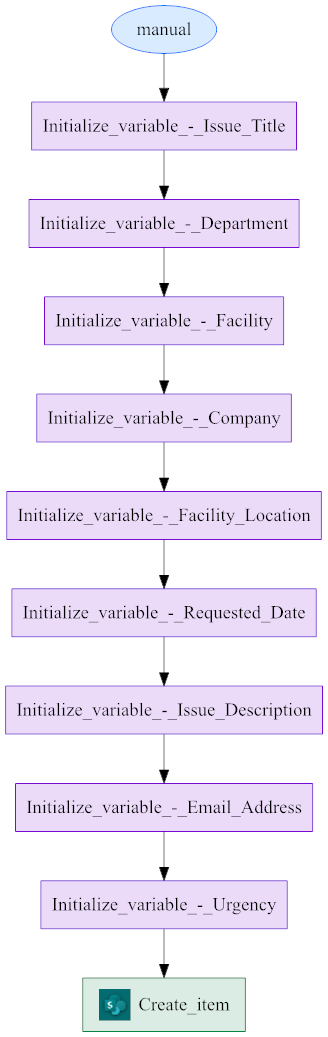 manual
Initialize_variable_-_Issue_Title
Initialize_variable_-_Department
Initialize_variable_-_Facility
Initialize_variable_-_Company
Initialize_variable_-_Facility_Location
Initialize_variable_-_Requested_Date
Initialize_variable_-_Issue_Description
Initialize_variable_-_Email_Address
Initialize_variable_-_Urgency
S Create_item